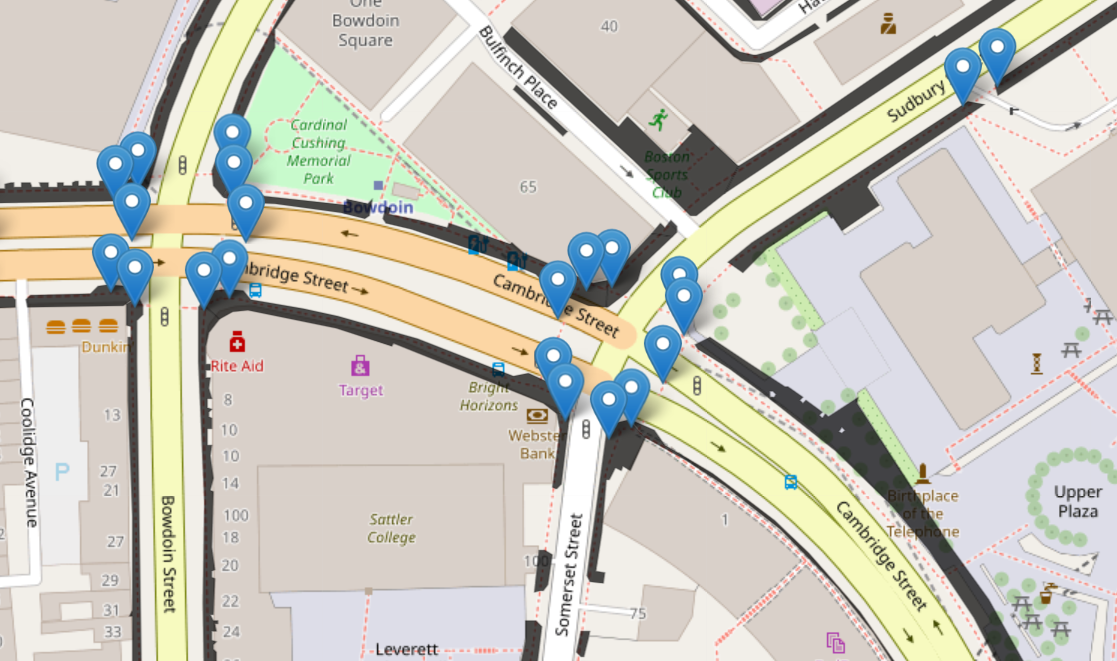 One
Bowdoin
Square
40
Bulfinch Place
Sudbury
Cardinal
Cushing
Memorial
Park
Boston
Sports
Club
65
Bowdoin
Cambridge Street
mbridge Street
Dunkin
Rite Aid
Target
Bright
Horizons
Webster
Bank
Coolidge Avenue
13
8
10
10
14
P
27
21
100
18
27
20
29
22
31
33
24
Bowdoin Street
Sattler
College
100
Somerset Street
75
1
Leverett
Cambridge Street
Birthplace
of the
Telephone
Upper
Plaza